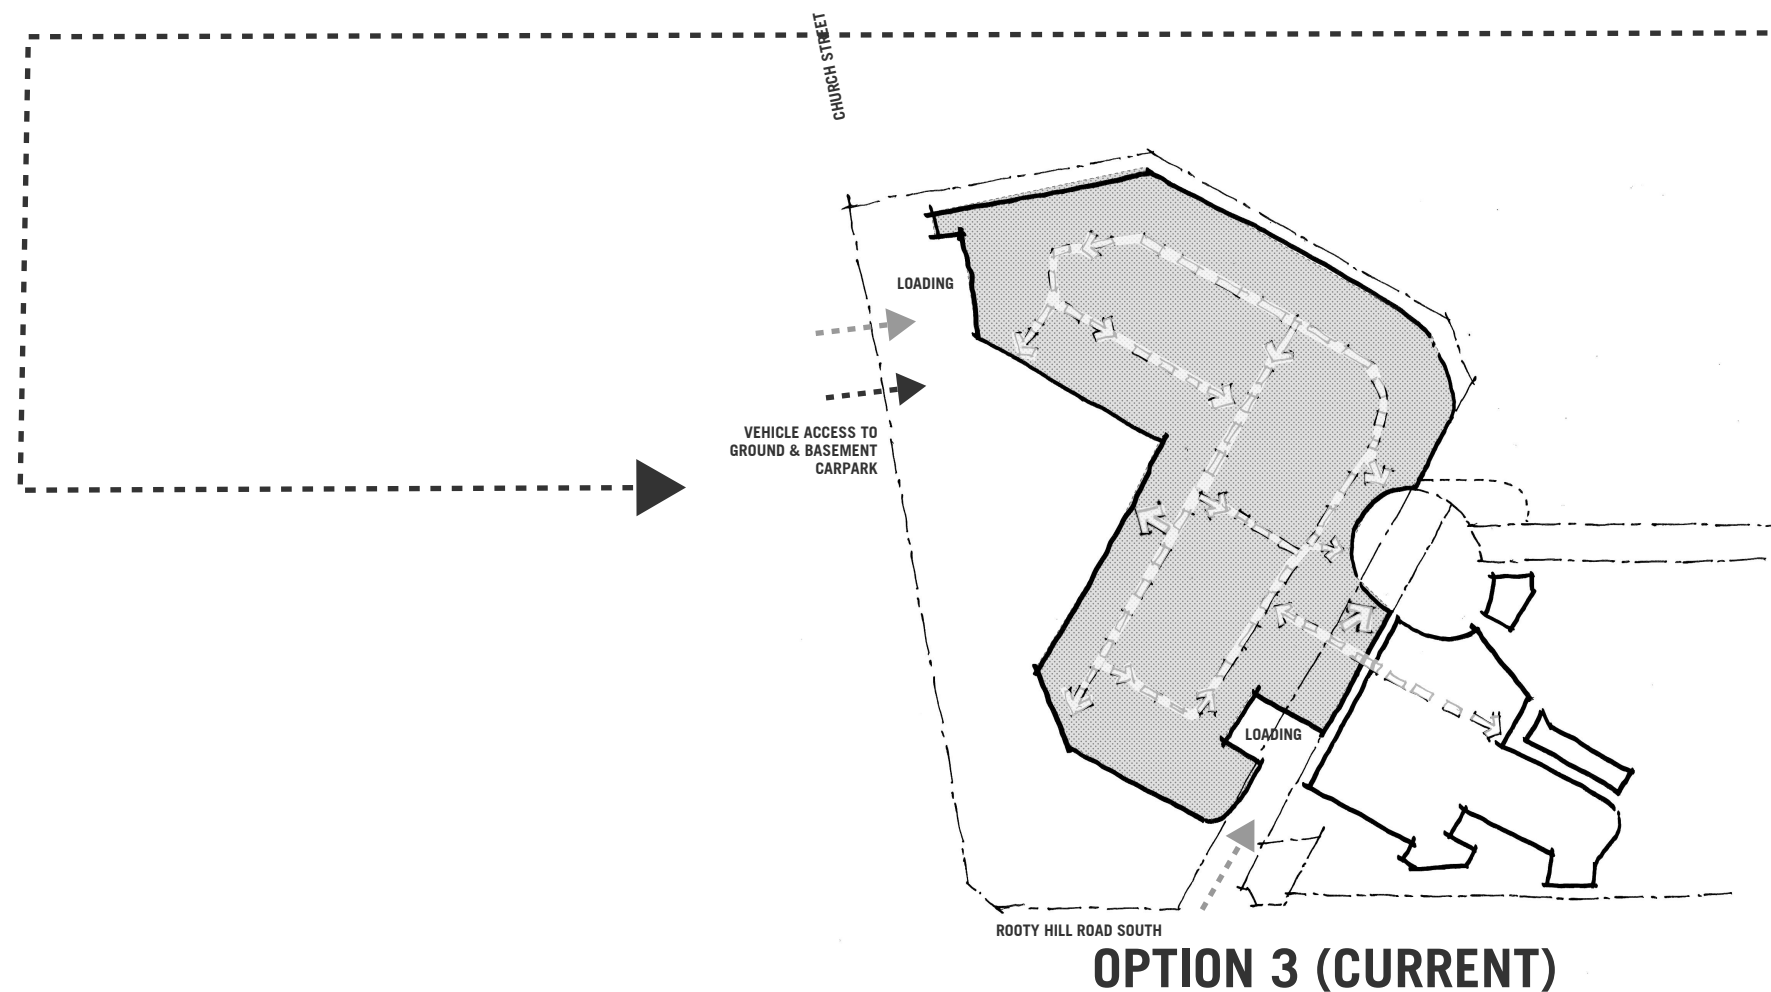 CHURCH STREET
LOADING
VEHICLE ACCESS TO
GROUND & BASEMENT
CARPARK
LOADING
ROOTY HILL ROAD SOUTH
OPTION 3 (CURRENT)